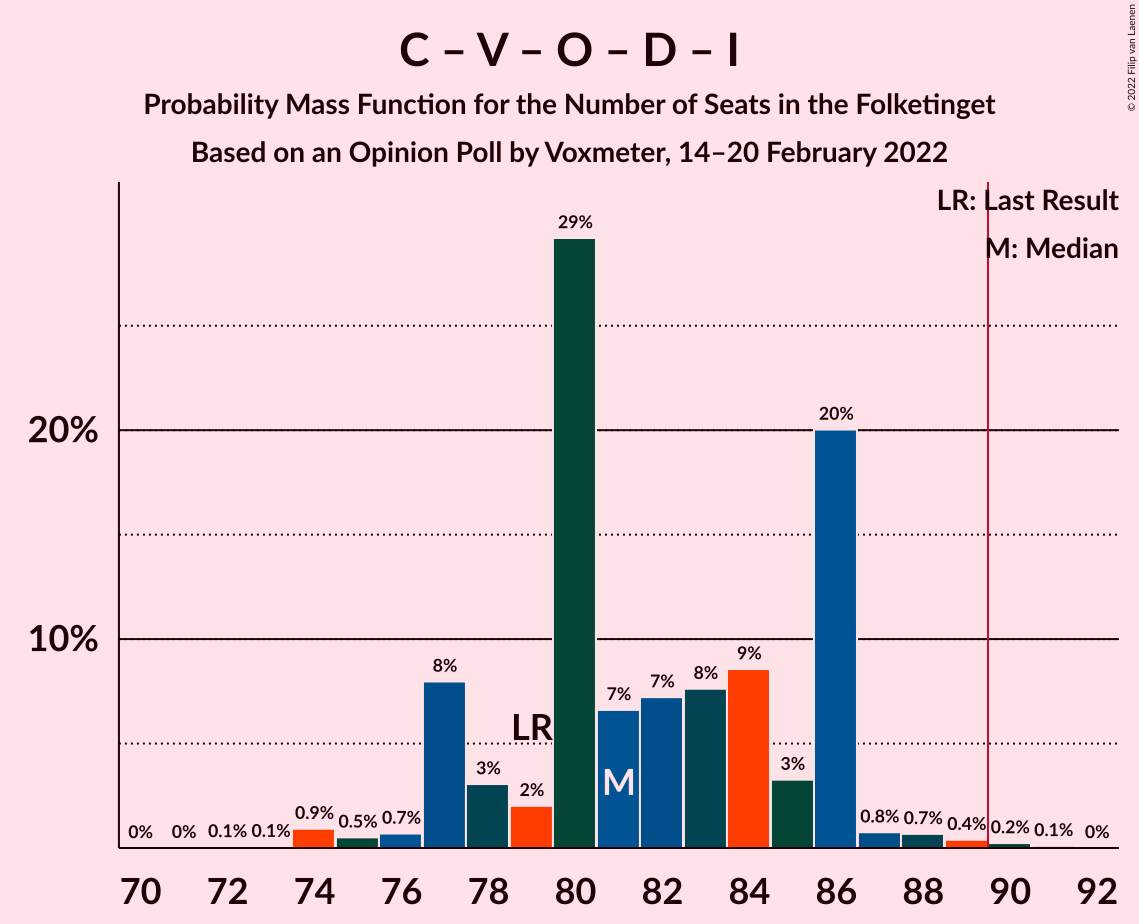 C – V – O – D – I
Probability Mass Function for the Number of Seats in the Folketinget
Based on an Opinion Poll by Voxmeter, 14–20 February 2022
© 2022 Filip van Laenen
LR: Last Result
M: Median
20%
10%
0%
0%
0.1%
0.1%
0.9%
0.5%
0.7%
8%
3%
2%
29%
7%
7%
8%
9%
3%
20%
0.8%
0.7%
0.4%
0.2%
0.1%
0%
LR
M
70 72 74 76 78 80 82 84 86 88 90 92